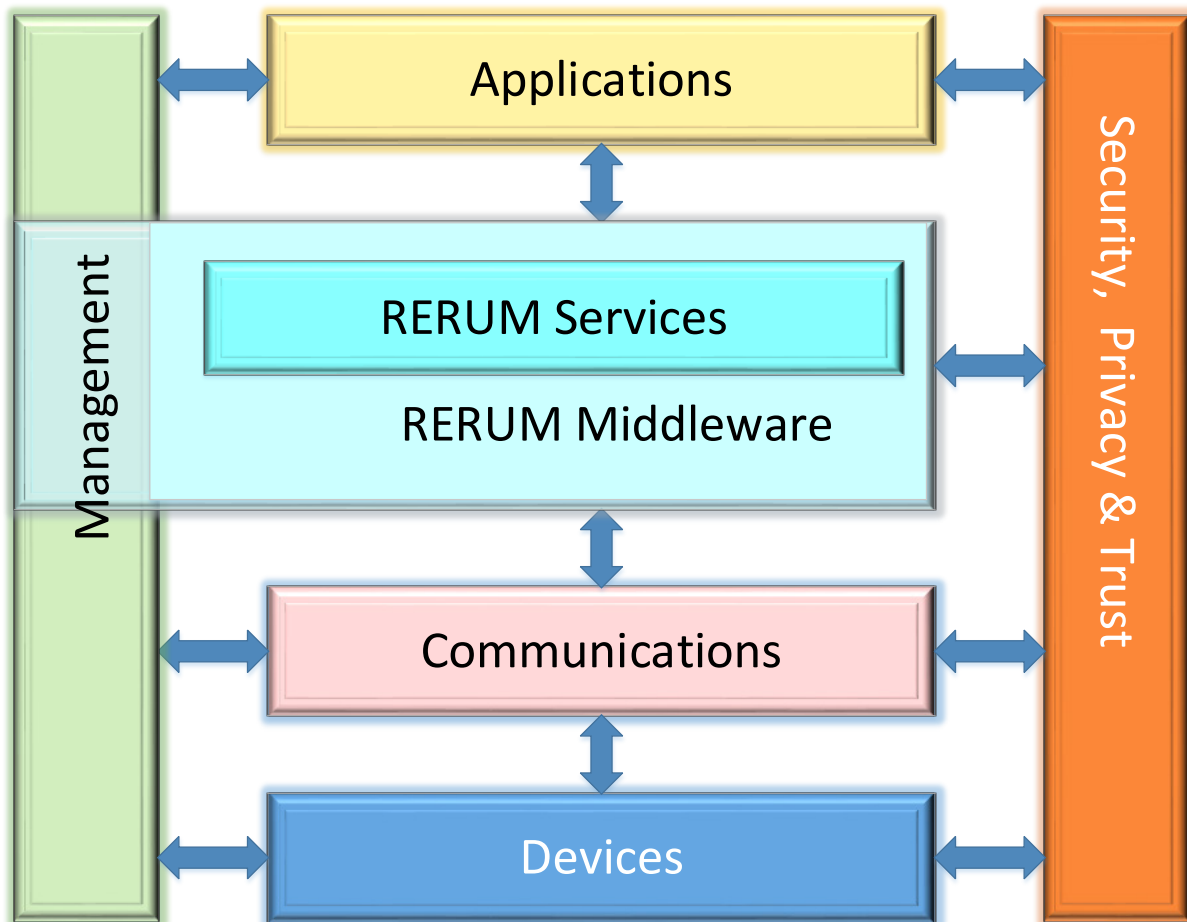 Applications
RERUM Services
RERUM Middleware
Management
Communications
Devices
Security, Privacy & Trust